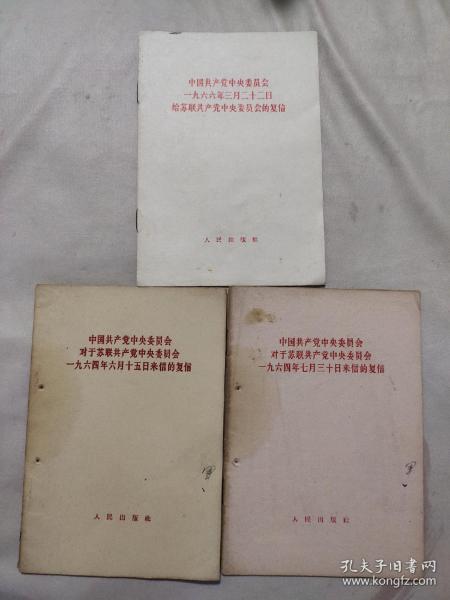 中国共产党中央委员会
一九六六年三月二十二日
给苏联共产党中央委员会的复信
人民出版社
中国共产党中央委员会
对于苏联共产党中央委员会
一九六四年六月十五日来信的复信
人民出版社
中国共产党中央委员会
对于苏联共产党中央委员会
一九六四年七月三十日来信的复信
人民出版社
孔夫子旧书网
www.kongfz.com